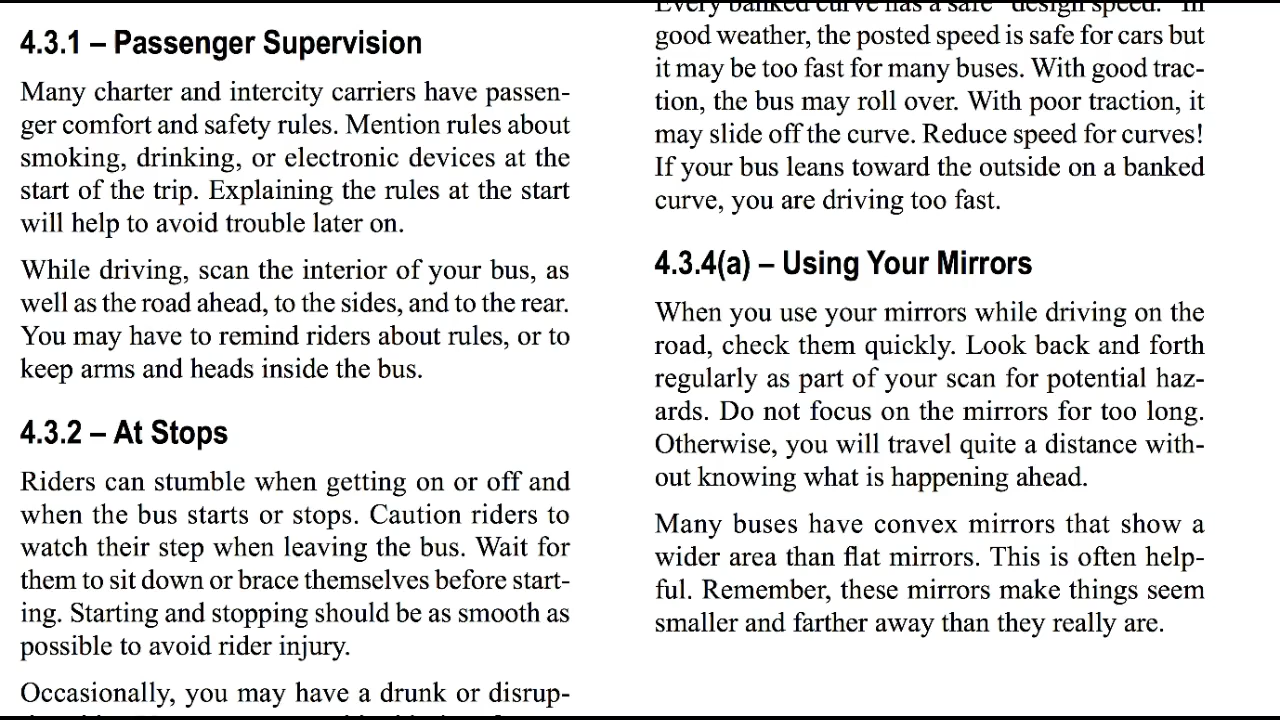 4.3.1 – Passenger Supervision
Many charter and intercity carriers have passen-
ger comfort and safety rules. Mention rules about
smoking, drinking, or electronic devices at the
start of the trip. Explaining the rules at the start
will help to avoid trouble later on.
While driving, scan the interior of your bus, as
well as the road ahead, to the sides, and to the rear.
You may have to remind riders about rules, or to
keep arms and heads inside the bus.
4.3.2 – At Stops
Riders can stumble when getting on or off and
when the bus starts or stops. Caution riders to
watch their step when leaving the bus. Wait for
them to sit down or brace themselves before start-
ing. Starting and stopping should be as smooth as
possible to avoid rider injury.
Occasionally, you may have a drunk or disrup-
Every banked curve has a safe "design speed." In
good weather, the posted speed is safe for cars but
it may be too fast for many buses. With good trac-
tion, the bus may roll over. With poor traction, it
may slide off the curve. Reduce speed for curves!
If your bus leans toward the outside on a banked
curve, you are driving too fast.
4.3.4(a) – Using Your Mirrors
When you use your mirrors while driving on the
road, check them quickly. Look back and forth
regularly as part of your scan for potential haz-
ards. Do not focus on the mirrors for too long.
Otherwise, you will travel quite a distance with-
out knowing what is happening ahead.
Many buses have convex mirrors that show a
wider area than flat mirrors. This is often help-
ful. Remember, these mirrors make things seem
smaller and farther away than they really are.